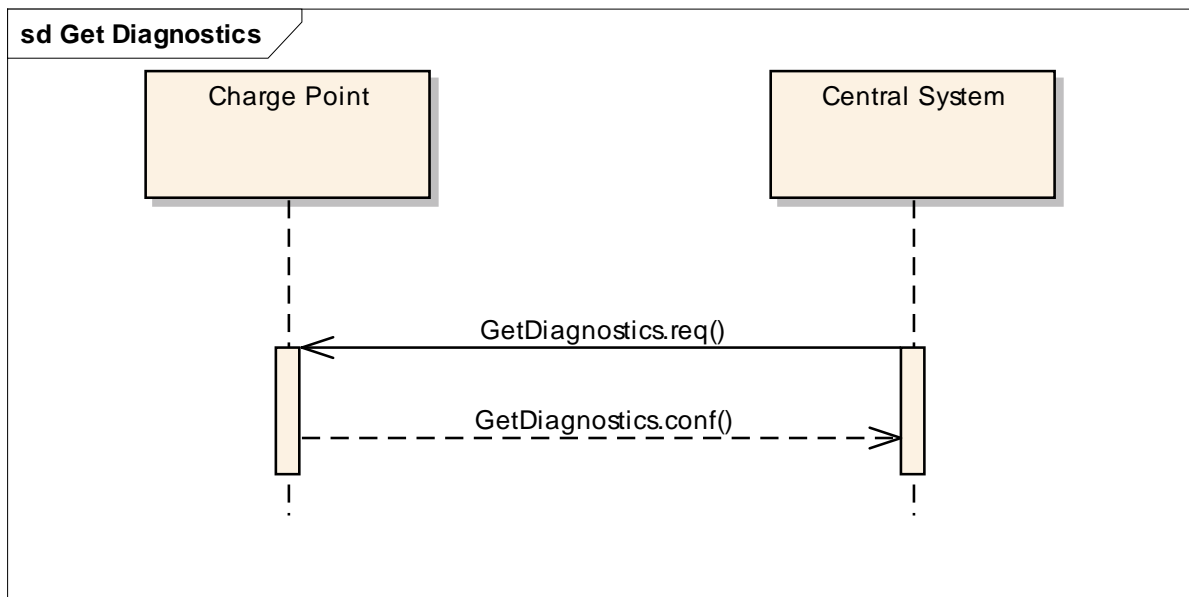 sd Get Diagnostics
Charge Point
Central System
GetDiagnostics.req()
GetDiagnostics.conf()